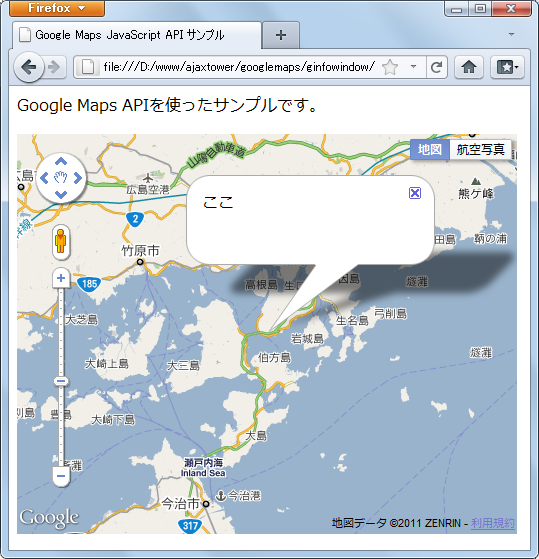 Firefox
Google Maps JavaScript API サンプル
file:///D:/www/ajaxtower/googlemaps/ginfowindow/
Google Maps APIを使ったサンプルです。
地図
航空写真
山陽自動車道
広島空港
ここ
熊ケ峰
2
竹原市
田島
鞆の浦
185
高根島
因島
燧灘
大芝島
生名島
弓削島
岩城島
大崎上島
大三島
伯方島
燧灘
豊島
大崎下島
大島
瀬戸内海
Inland Sea
斎灘
今治市
今治港
317
Google
地図データ ©2011 ZENRIN - 利用規約